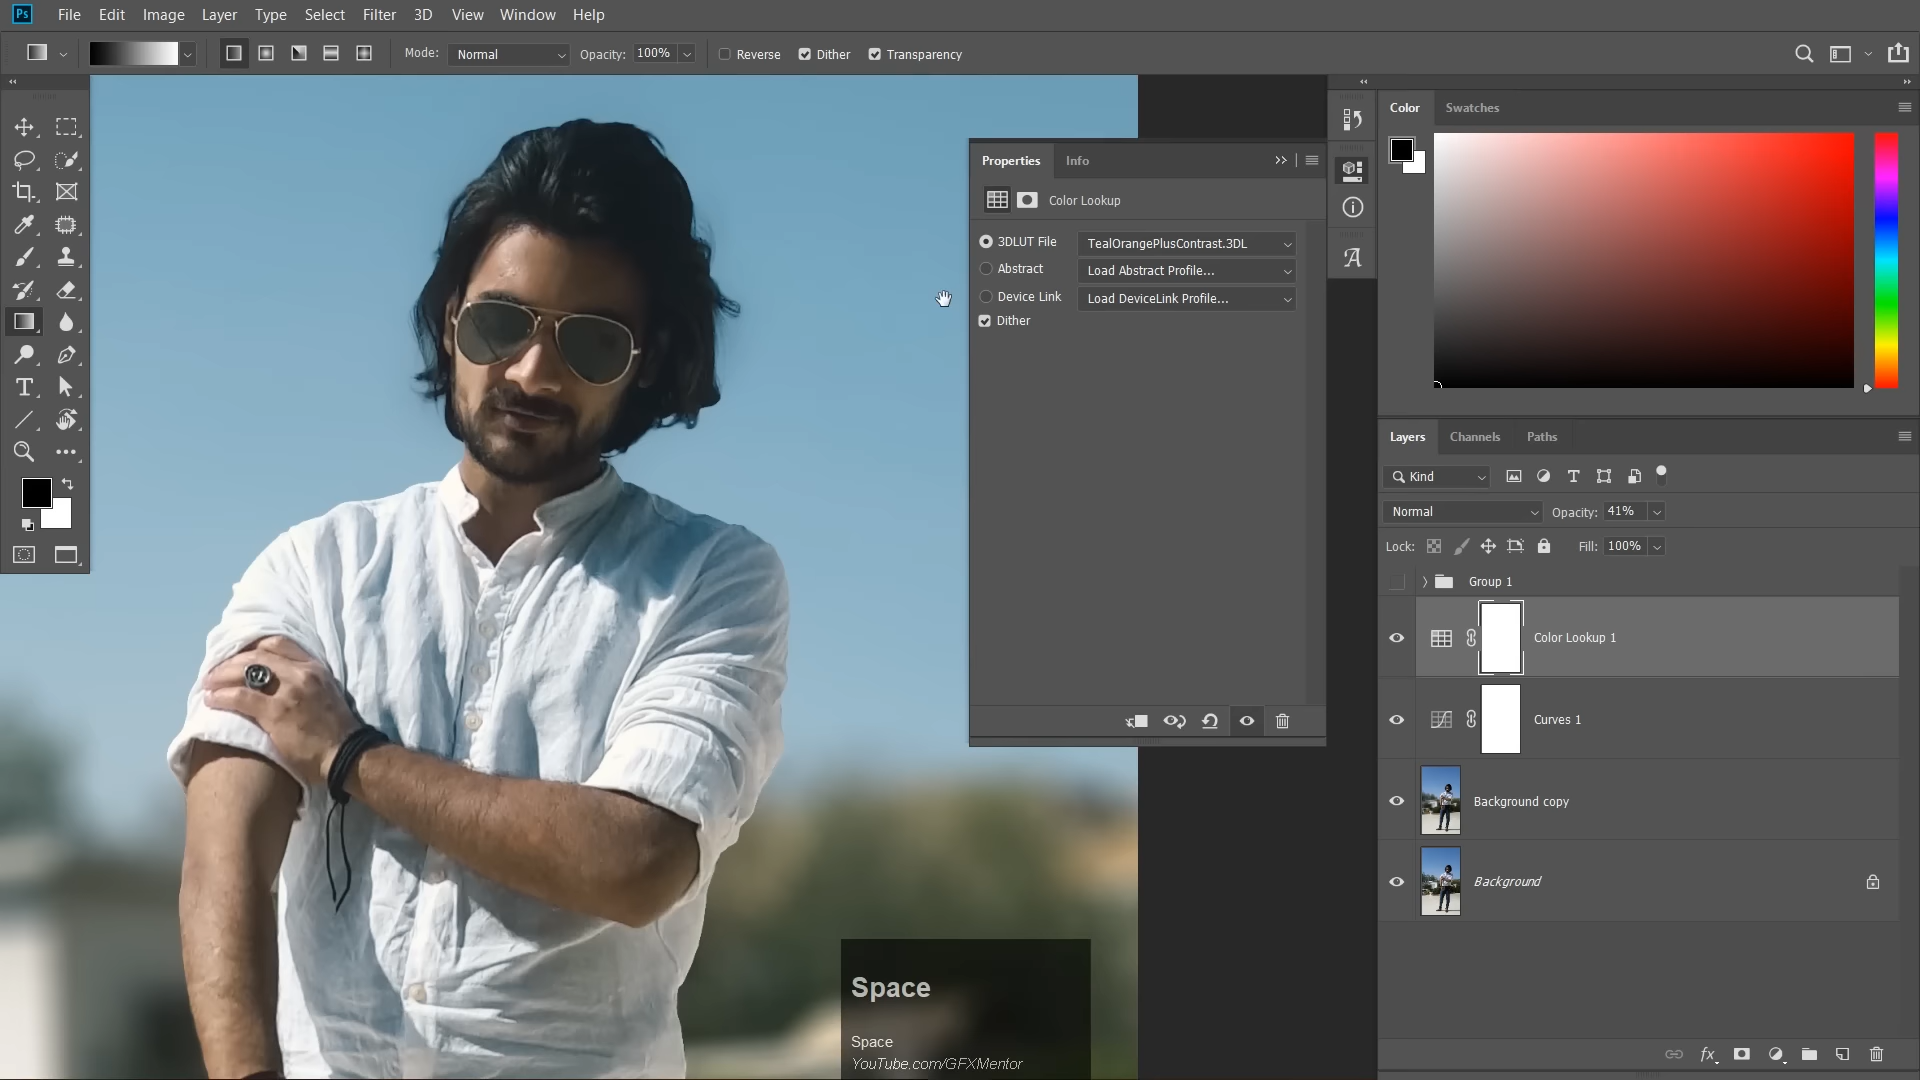 Ps File Edit Image Layer Type Select Filter 3D View Window Help
Mode: Normal Opacity: 100% Reverse Dither Transparency
Color Swatches
Properties Info
Color Lookup
3DLUT File TealOrangePlusContrast.3DL
Abstract Load Abstract Profile...
Device Link Load DeviceLink Profile...
Dither
Layers Channels Paths
Kind
Normal Opacity: 41%
Lock: Fill: 100%
Group 1
Color Lookup 1
Curves 1
Background copy
Background
fx
Space
Space
YouTube.com/GFXMentor